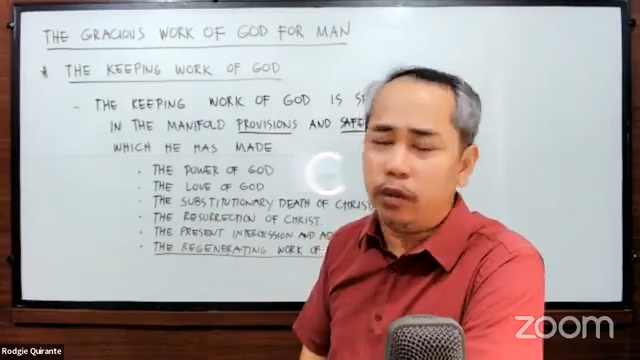 THE GRACIOUS WORK OF GOD FOR MAN
* THE KEEPING WORK OF GOD
- THE KEEPING WORK OF GOD IS
IN THE MANIFOLD PROVISIONS AND
WHICH HE HAS MADE
· THE POWER OF GOD
· THE LOVE OF GOD
· THE SUBSTITUTIONARY DEATH OF CHRIST
· THE RESURRECTION OF CHRIST.
· THE PRESENT INTERCESSION AND
· THE REGENERATING WORK OF
C
Rodgie Quirante
zoom